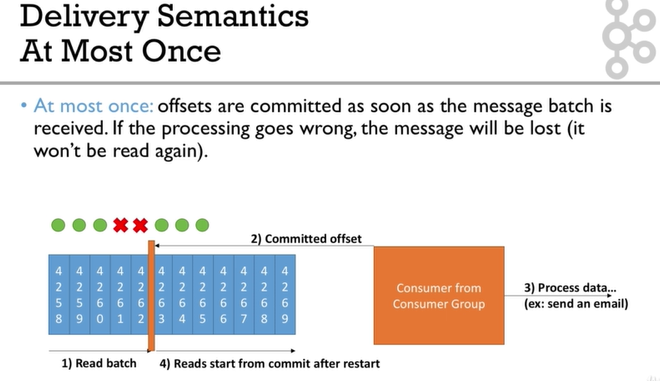 Delivery Semantics
At Most Once
• At most once: offsets are committed as soon as the message batch is
received. If the processing goes wrong, the message will be lost (it
won't be read again).
2) Committed offset
4258 4259 4260 4261 4262 4263 4264 4265 4266 4267 4268 4269
Consumer from
Consumer Group
3) Process data...
(ex: send an email)
1) Read batch
4) Reads start from commit after restart